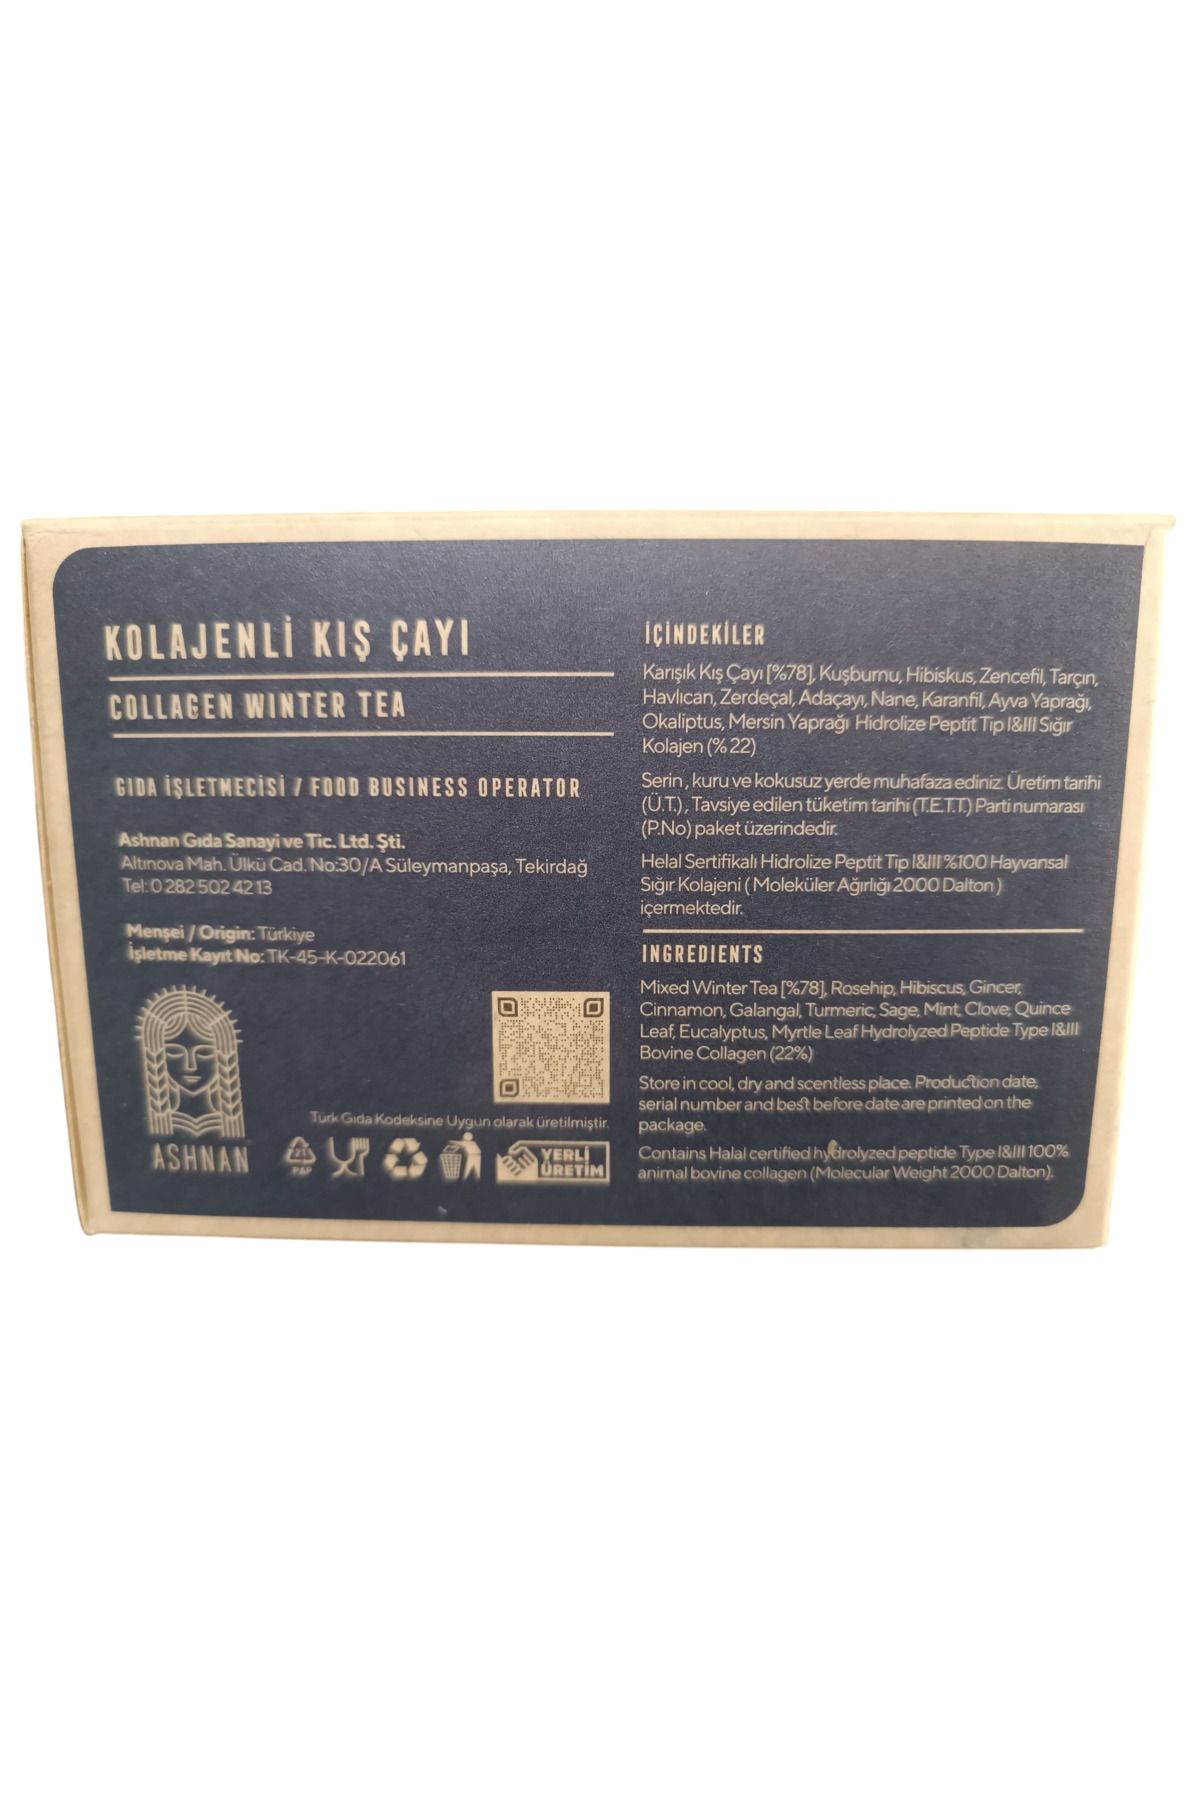 KOLAJENLİ KIŞ ÇAYI
COLLAGEN WINTER TEA
GIDA İŞLETMECİSİ / FOOD BUSINESS OPERATOR
Ashnan Gıda Sanayi ve Tic. Ltd. Şti.
Altınova Mah. Ülkü Cad. No:30/A Süleymanpaşa, Tekirdağ
Tel: 0 282 502 42 13
Menşei / Origin: Türkiye
İşletme Kayıt No: TK-45-K-022061
ASHNAN
Türk Gıda Kodeksine Uygun olarak üretilmiştir.
21
PAP
YERLİ
ÜRETİM
İÇİNDEKİLER
Karışık Kış Çayı [%78], Kuşburnu, Hibiskus, Zencefil, Tarçın,
Havlıcan, Zerdeçal, Adaçayı, Nane, Karanfil, Ayva Yaprağı,
Okaliptus, Mersin Yaprağı Hidrolize Peptit Tip I&III Sığır
Kolajen (% 22)
Serin , kuru ve kokusuz yerde muhafaza ediniz. Üretim tarihi
(Ü.T.) , Tavsiye edilen tüketim tarihi (T.E.T.T.) Parti numarası
(P.No) paket üzerindedir.
Helal Sertifikalı Hidrolize Peptit Tip I&III %100 Hayvansal
Sığır Kolajeni ( Moleküler Ağırlığı 2000 Dalton )
içermektedir.
INGREDIENTS
Mixed Winter Tea [%78], Rosehip, Hibiscus, Gincer,
Cinnamon, Galangal, Turmeric, Sage, Mint, Clove, Quince
Leaf, Eucalyptus, Myrtle Leaf Hydrolyzed Peptide Type I&III
Bovine Collagen (22%)
Store in cool, dry and scentless place. Production date,
serial number and best before date are printed on the
package.
Contains Halal certified hydrolyzed peptide Type I&III 100%
animal bovine collagen (Molecular Weight 2000 Dalton).